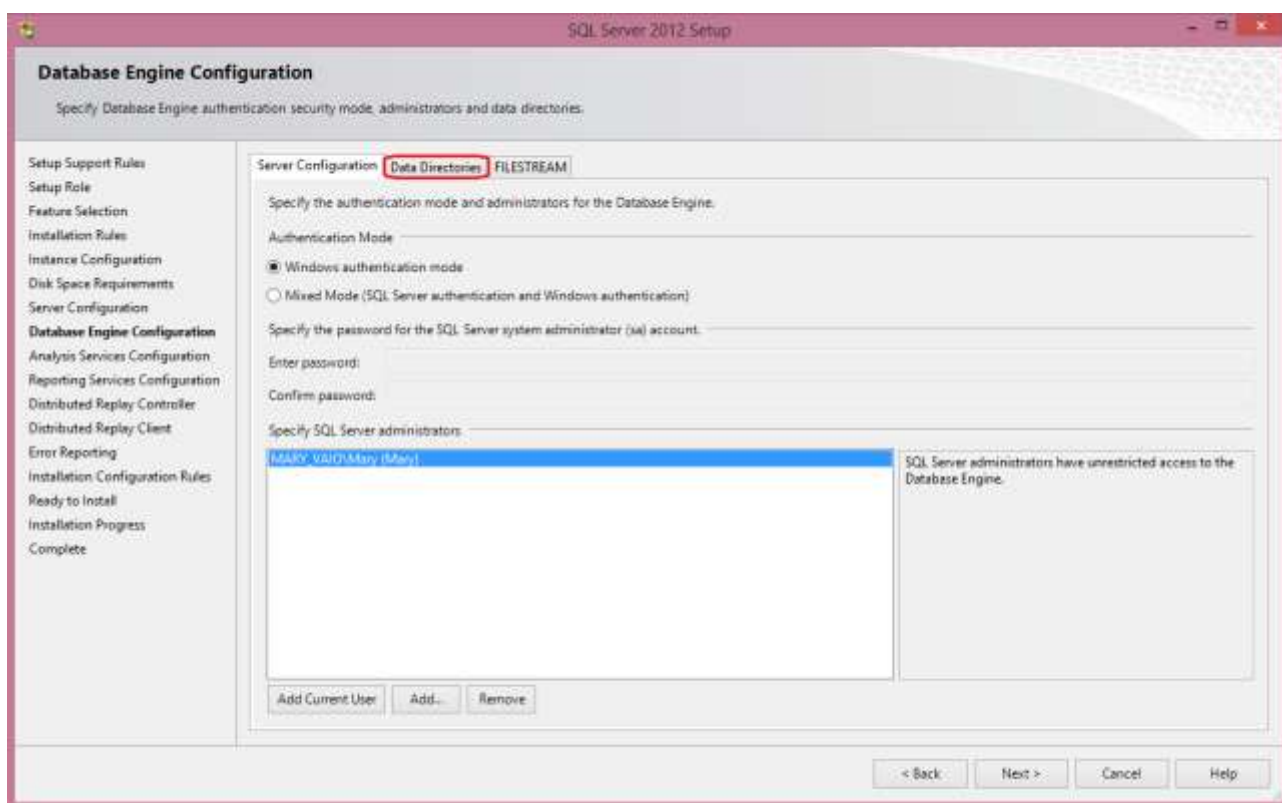 SQL Server 2012 Setup
Database Engine Configuration
Specify Database Engine authentication security mode, administrators and data directories.
Setup Support Rules
Setup Role
Feature Selection
Installation Rules
Instance Configuration
Disk Space Requirements
Server Configuration
Database Engine Configuration
Analysis Services Configuration
Reporting Services Configuration
Distributed Replay Controller
Distributed Replay Client
Error Reporting
Installation Configuration Rules
Ready to Install
Installation Progress
Complete
Server Configuration Data Directories FILESTREAM
Specify the authentication mode and administrators for the Database Engine.
Authentication Mode
Windows authentication mode
Mixed Mode (SQL Server authentication and Windows authentication)
Specify the password for the SQL Server system administrator (sa) account.
Enter password:
Confirm password:
Specify SQL Server administrators
MARY_VAIO\Mary (Mary)
SQL Server administrators have unrestricted access to the
Database Engine.
Add Current User Add... Remove
< Back Next > Cancel Help